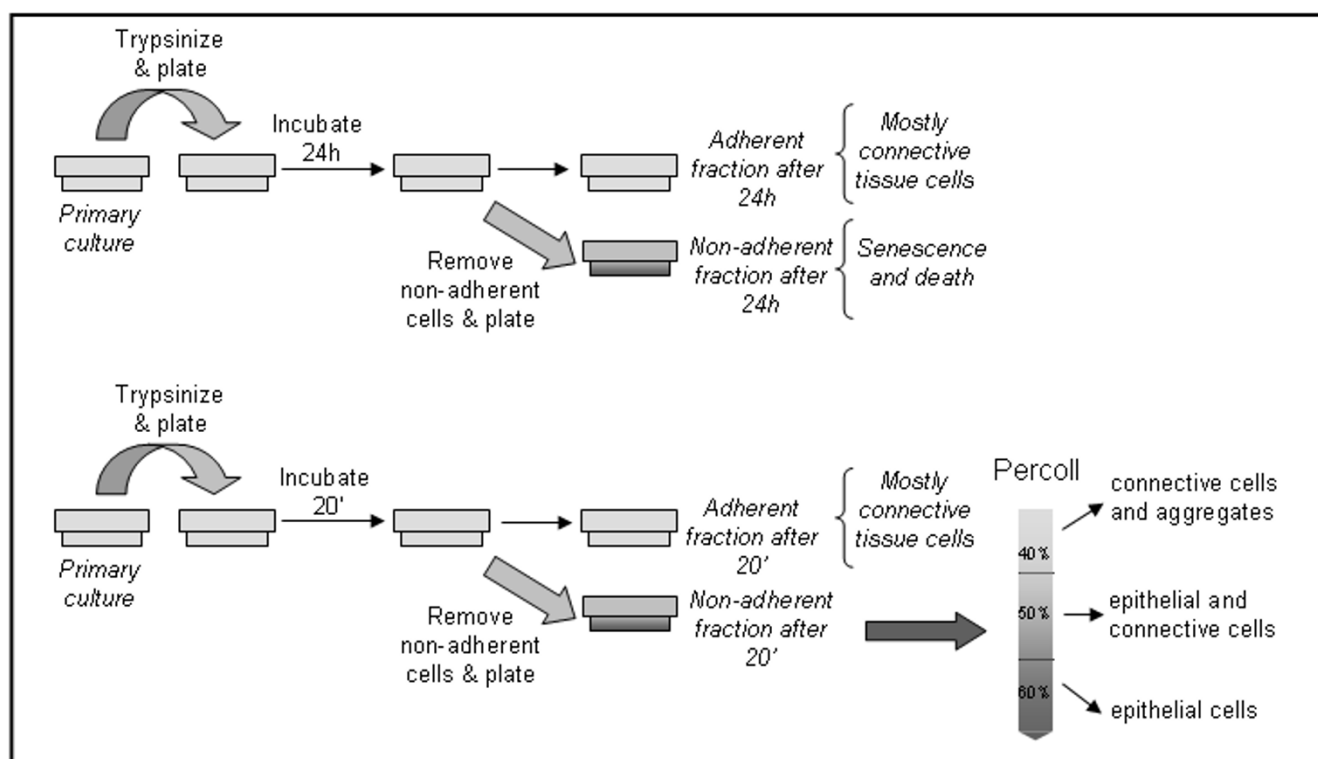 Trypsinize
& plate
Incubate
24h
Primary
culture
Adherent
fraction after
24h
Mostly
connective
tissue cells
Remove
non-adherent
cells & plate
Non-adherent
fraction after
24h
Senescence
and death
Trypsinize
& plate
Incubate
20'
Primary
culture
Adherent
fraction after
20'
Mostly
connective
tissue cells
Remove
non-adherent
cells & plate
Non-adherent
fraction after
20'
Percoll
40%
connective cells
and aggregates
50%
epithelial and
connective cells
60%
epithelial cells